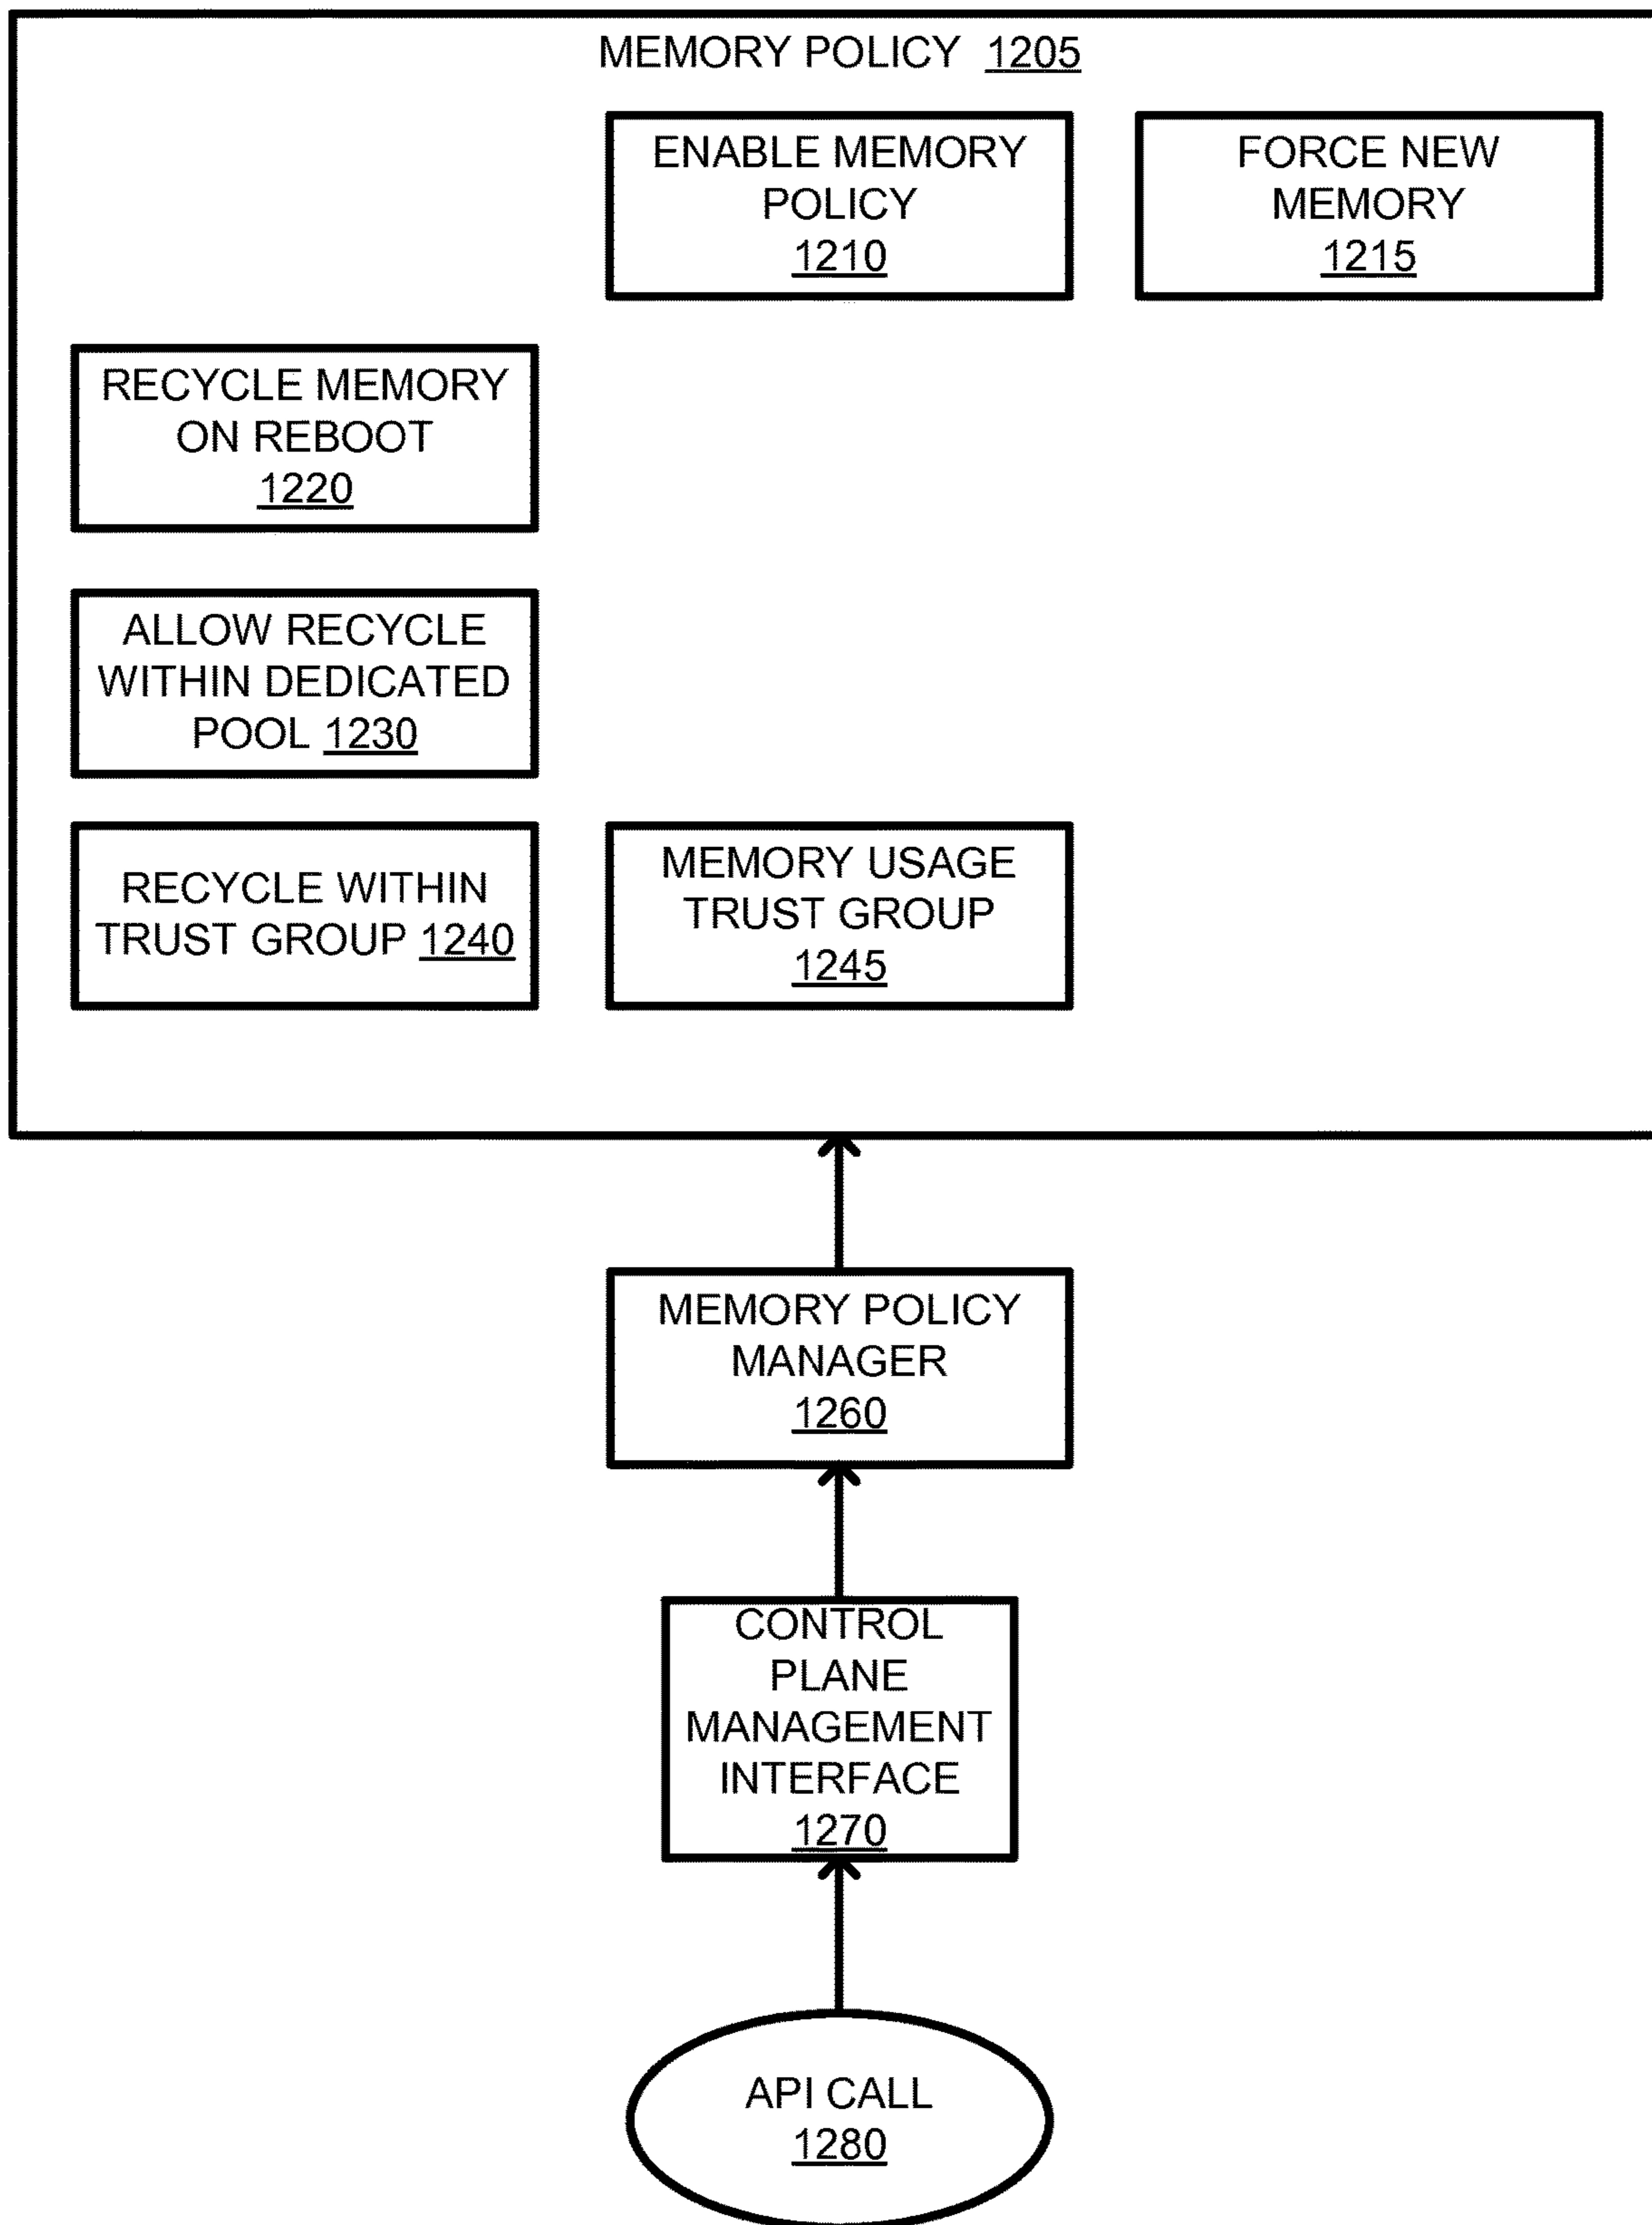 MEMORY POLICY 1205
ENABLE MEMORY
POLICY
1210
FORCE NEW
MEMORY
1215
RECYCLE MEMORY
ON REBOOT
1220
ALLOW RECYCLE
WITHIN DEDICATED
POOL 1230
RECYCLE WITHIN
TRUST GROUP 1240
MEMORY USAGE
TRUST GROUP
1245
MEMORY POLICY
MANAGER
1260
CONTROL
PLANE
MANAGEMENT
INTERFACE
1270
API CALL
1280